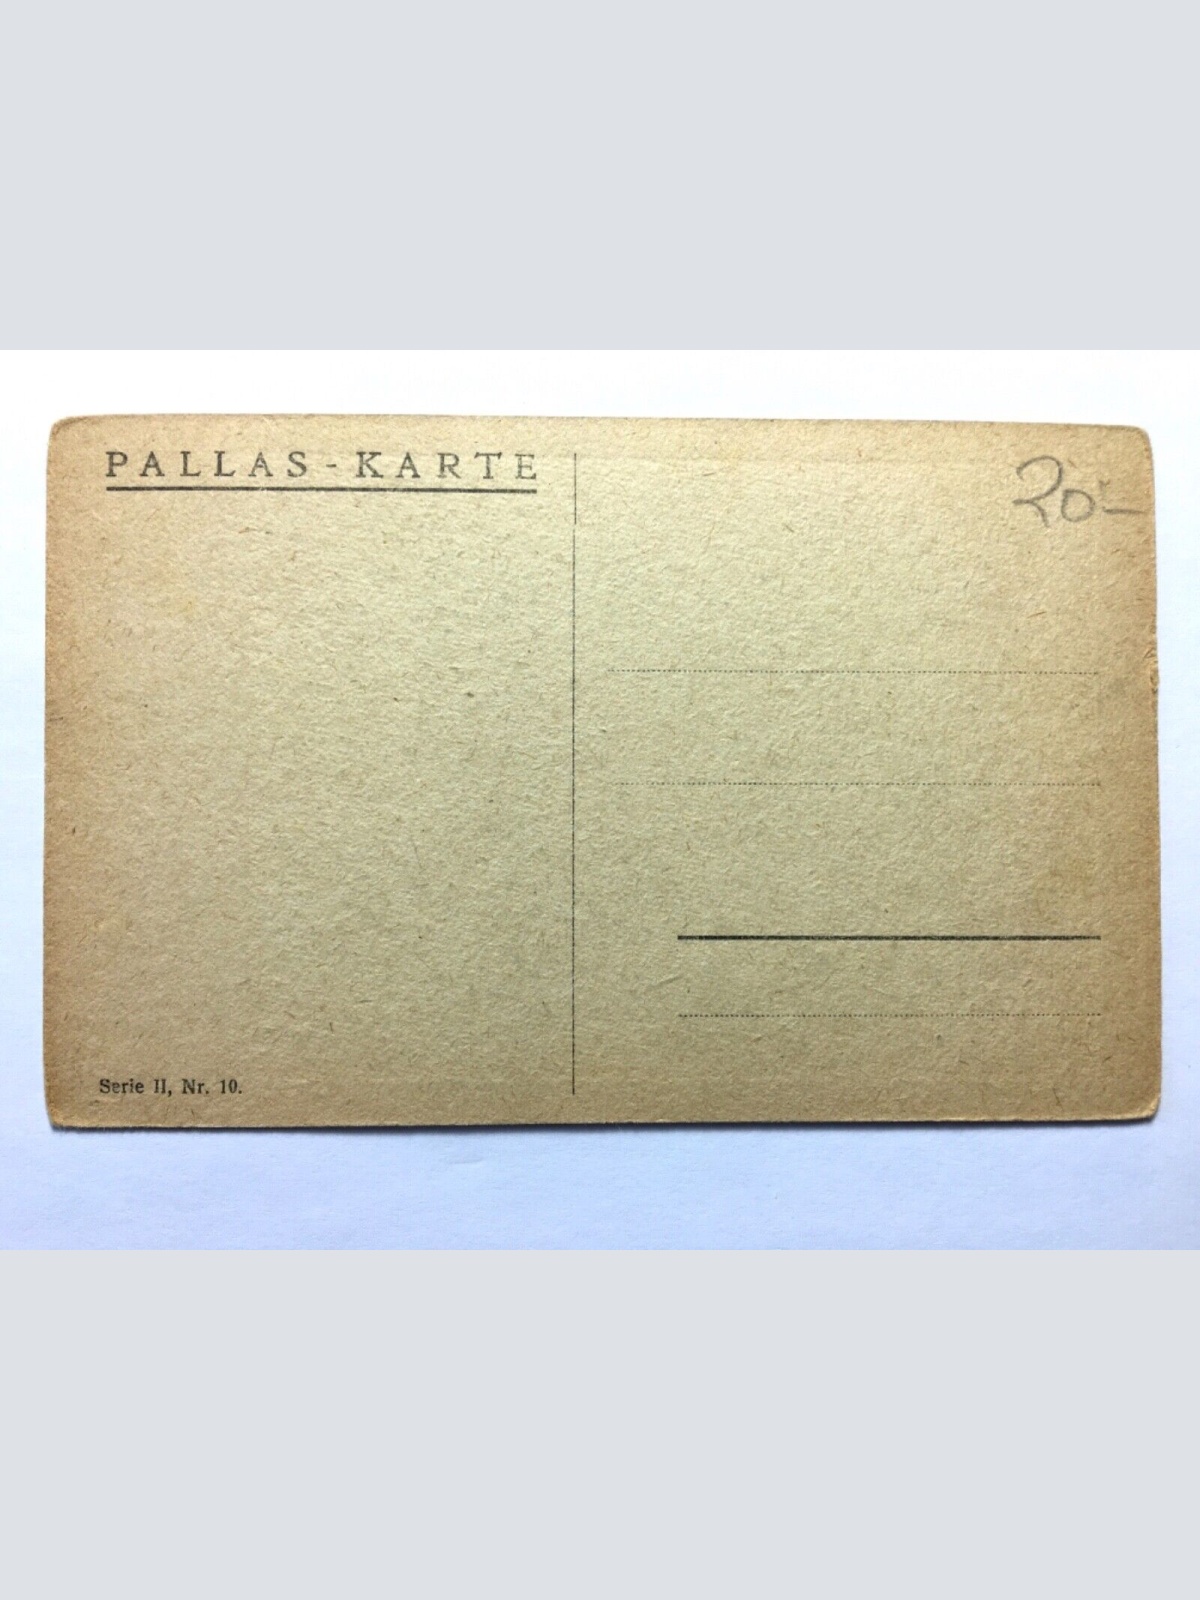 PALLAS-KARTE
20.-
Serie II, Nr. 10.